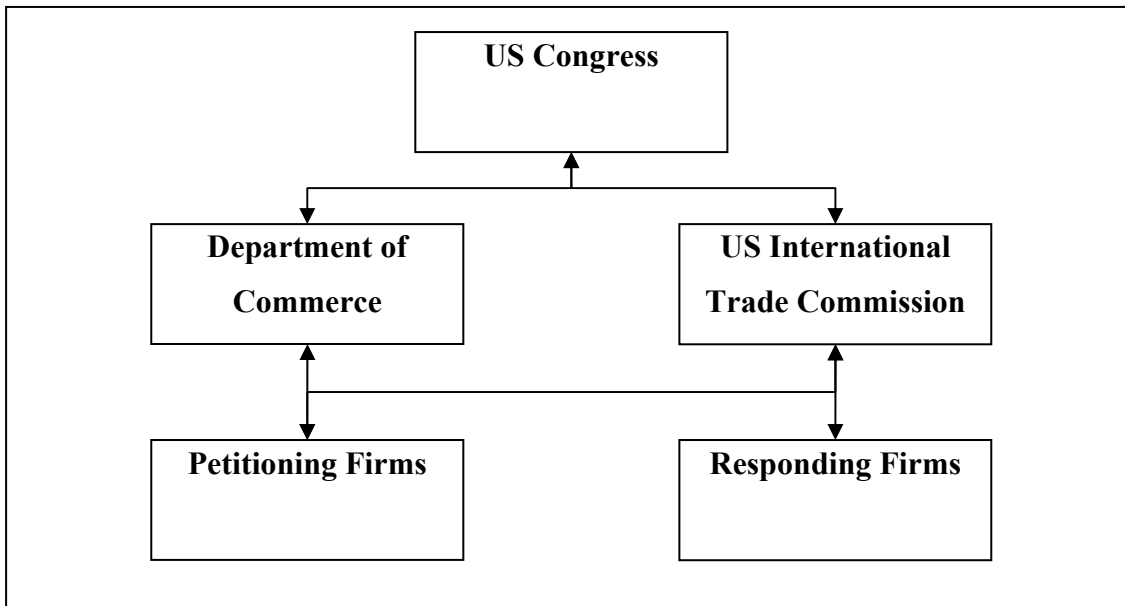 US Congress
Department of
Commerce
US International
Trade Commission
Petitioning Firms
Responding Firms